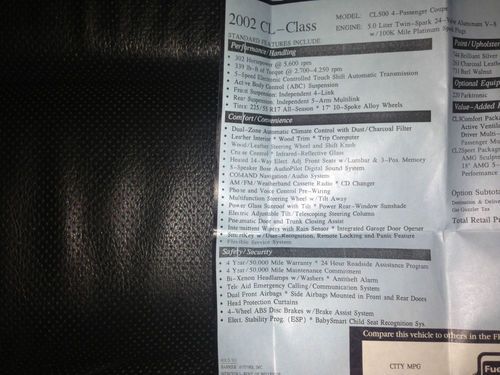 2002 CL-Class
MODEL: CL500 4-Passenger Coupe
ENGINE: 5.0 Liter Twin-Spark 24-
Aluminum V-8
w/100K Mile Platinum Spark Plugs
STANDARD FEATURES INCLUDE
Performance/Handling
• 302 Horsepower @ 5,600 rpm
• 339 lb-ft of Torque @ 2,700-4,250 rpm
• 5-Speed Electronic Controlled Touch Shift Automatic Transmission
• Active Body Control (ABC) Suspension
• Front Suspension: Independent 4-Link
• Rear Suspension: Independent 5-Arm Multilink
• Tires: 225/55 R17 All-Season * 17" 10-Spoke Alloy Wheels
Comfort/Convenience
• Dual-Zone Automatic Climate Control with Dust/Charcoal Filter
• Leather Interior * Wood Trim * Trip Computer
• Wood/Leather Steering Wheel and Shift Knob
• Cruise Control * Infrared-Reflective Glass
• Heated 14-Way Elect. Adj. Front Seats w/Lumbar & 3-Pos. Memory
• 8-Speaker Bose AudioPilot Digital Sound System
• COMAND Navigation/Audio System
• AM/FM/Weatherband Cassette Radio * CD Changer
• Phone and Voice Control Pre-Wiring
• Multifunction Steering Wheel w/Tilt Away
• Power Glass Sunroof with Tilt * Power Rear-Window Sunshade
• Electric Adjustable Tilt/Telescoping Steering Column
• Pneumatic Door and Trunk Closing Assist
• Intermittent Wipers with Rain Sensor * Integrated Garage Door Opener
• SmartKey w/User-Recognition, Remote Locking and Panic Feature
• Flexible Service System
Safety/Security
• 4 Year/50,000 Mile Warranty * 24 Hour Roadside Assistance Program
• 4 Year/50,000 Mile Maintenance Commitment
• Bi-Xenon Headlamps w/Washers * Antitheft Alarm
• Tele Aid Emergency Calling/Communication System
• Dual Front Airbags * Side Airbags Mounted in Front and Rear Doors
• Head Protection Curtains
• 4-Wheel ABS Disc Brakes w/Brake Assist System
• Elect. Stability Prog. (ESP) * BabySmart Child Seat Recognition Sys.
Paint/Upholster
744 Brilliant Silver
Charcoal Leather
731 Burl Walnut
Optional Equip
220 Parktronic
Value-Added
Comfort Pack
Active Ventil
Driver Multi
Passenger Mu
Sport Packag
AMG Sculptu
18" AMG 5-
Performance
Option Subtota
Destination & Deliv
Gas Guzzler Tax
Total Retail P
SOLD TO
Compare this vehicle to others in the
CITY MPG
Fuel